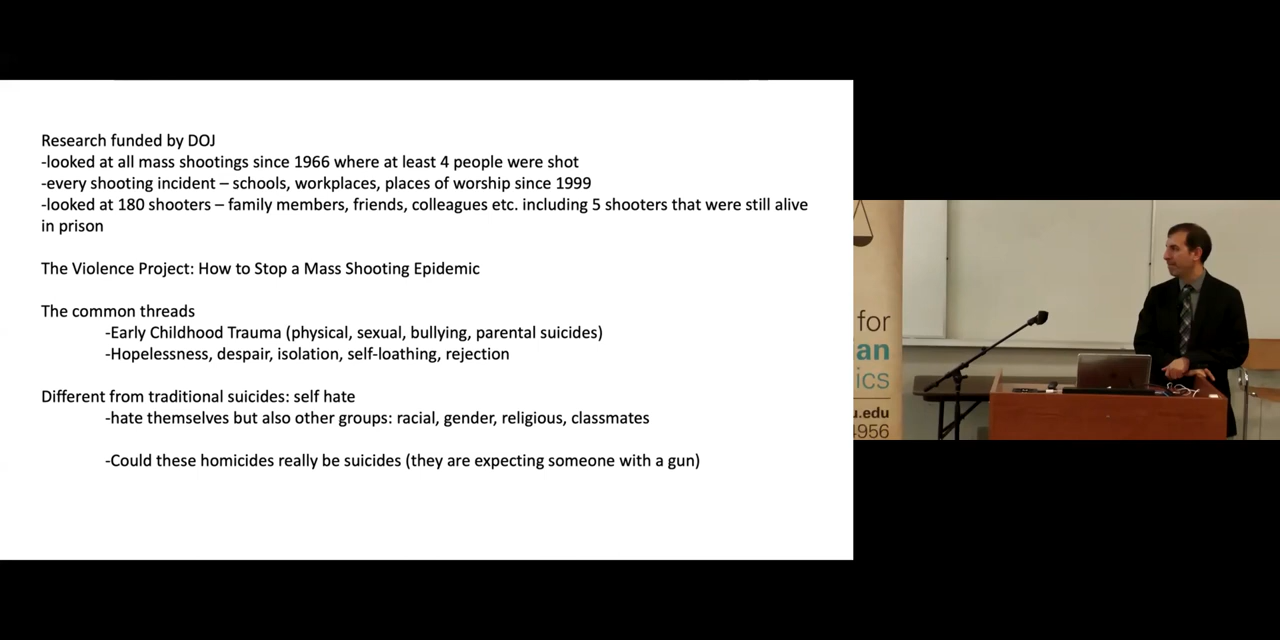 Research funded by DOJ
-looked at all mass shootings since 1966 where at least 4 people were shot
-every shooting incident – schools, workplaces, places of worship since 1999
-looked at 180 shooters – family members, friends, colleagues etc. including 5 shooters that were still alive
in prison
The Violence Project: How to Stop a Mass Shooting Epidemic
The common threads
-Early Childhood Trauma (physical, sexual, bullying, parental suicides)
-Hopelessness, despair, isolation, self-loathing, rejection
Different from traditional suicides: self hate
-hate themselves but also other groups: racial, gender, religious, classmates
-Could these homicides really be suicides (they are expecting someone with a gun)
for
an
ics
u.edu
4956